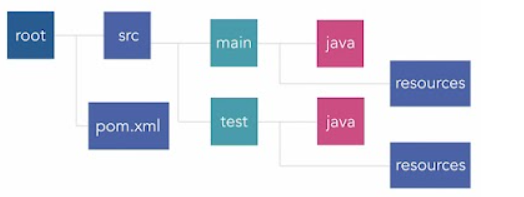 root
src
main
java
resources
pom.xml
test
java
resources